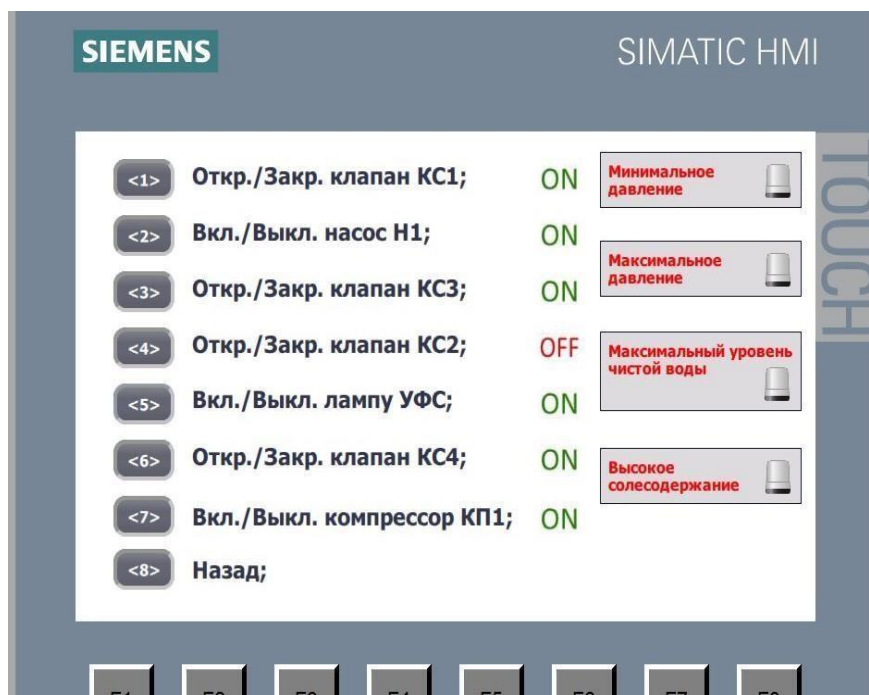 SIEMENS
SIMATIC HMI
TOUCH
<1> Откр./Закр. клапан КС1; ON
<2> Вкл./Выкл. насос Н1; ON
<3> Откр./Закр. клапан КС3; ON
<4> Откр./Закр. клапан КС2; OFF
<5> Вкл./Выкл. лампу УФС; ON
<6> Откр./Закр. клапан КС4; ON
<7> Вкл./Выкл. компрессор КП1; ON
<8> Назад;
Минимальное
давление
Максимальное
давление
Максимальный уровень
чистой воды
Высокое
солесодержание